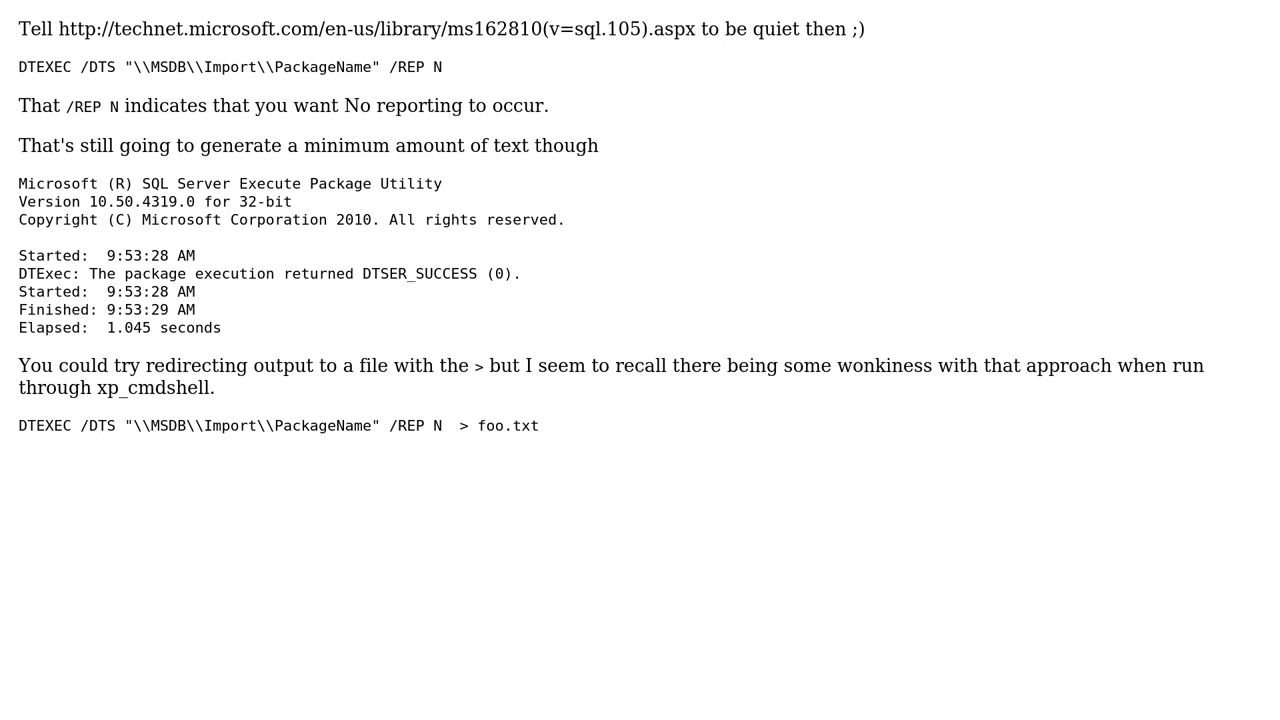 Tell http://technet.microsoft.com/en-us/library/ms162810(v=sql.105).aspx to be quiet then ;)
DTEXEC /DTS "\\MSDB\\Import\\PackageName" /REP N
That /REP N indicates that you want No reporting to occur.
That's still going to generate a minimum amount of text though
Microsoft (R) SQL Server Execute Package Utility
Version 10.50.4319.0 for 32-bit
Copyright (C) Microsoft Corporation 2010. All rights reserved.
Started:  9:53:28 AM
DTExec: The package execution returned DTSER_SUCCESS (0).
Started:  9:53:28 AM
Finished: 9:53:29 AM
Elapsed:  1.045 seconds
You could try redirecting output to a file with the > but I seem to recall there being some wonkiness with that approach when run
through xp_cmdshell.
DTEXEC /DTS "\\MSDB\\Import\\PackageName" /REP N  > foo.txt